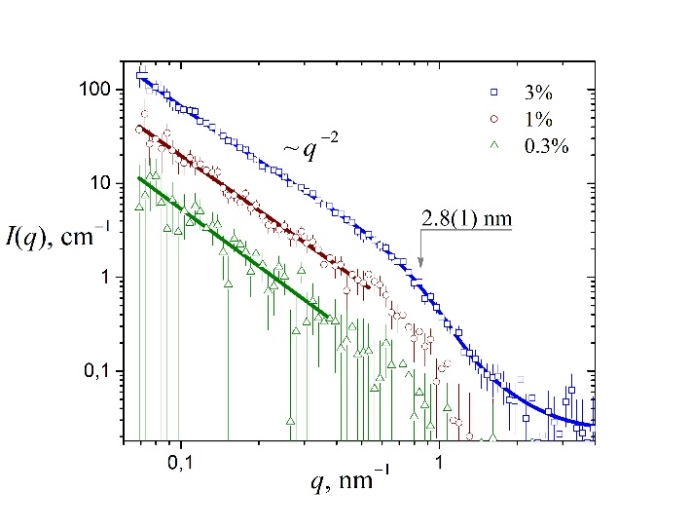 100
10
1
0,1
I(q), cm⁻¹
3%
1%
0.3%
~q⁻²
2.8(1) nm
0,1
1
q, nm⁻¹